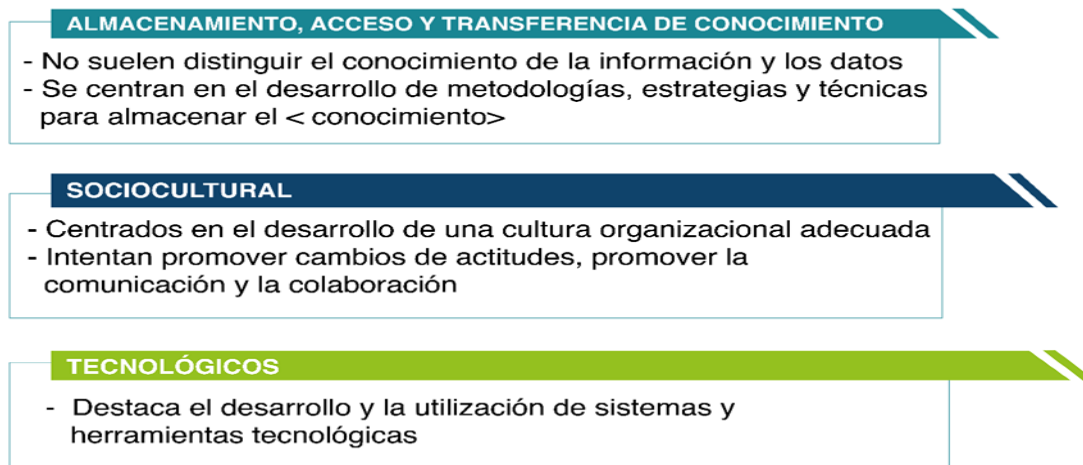 ALMACENAMIENTO, ACCESO Y TRANSFERENCIA DE CONOCIMIENTO
- No suelen distinguir el conocimiento de la información y los datos
- Se centran en el desarrollo de metodologías, estrategias y técnicas
para almacenar el < conocimiento>
SOCIOCULTURAL
- Centrados en el desarrollo de una cultura organizacional adecuada
- Intentan promover cambios de actitudes, promover la
comunicación y la colaboración
TECNOLÓGICOS
- Destaca el desarrollo y la utilización de sistemas y
herramientas tecnológicas